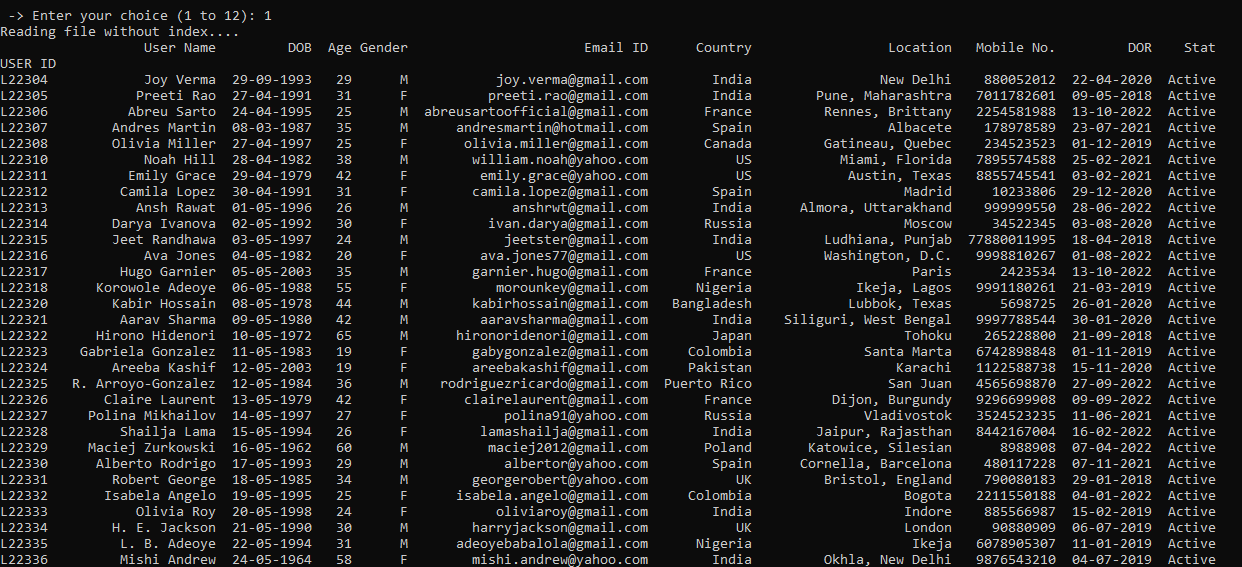 -> Enter your choice (1 to 12): 1
Reading file without index....
User Name DOB Age Gender Email ID Country Location Mobile No. DOR Stat
USER ID
L22304 Joy Verma 29-09-1993 29 M joy.verma@gmail.com India New Delhi 880052012 22-04-2020 Active
L22305 Preeti Rao 27-04-1991 31 F preeti.rao@gmail.com India Pune, Maharashtra 7011782601 09-05-2018 Active
L22306 Abreu Sarto 24-04-1995 25 M abreusartoofficial@gmail.com France Rennes, Brittany 2254581988 13-10-2022 Active
L22307 Andres Martin 08-03-1987 35 M andresmartin@hotmail.com Spain Albacete 178978589 23-07-2021 Active
L22308 Olivia Miller 27-04-1997 25 F olivia.miller@gmail.com Canada Gatineau, Quebec 234523523 01-12-2019 Active
L22310 Noah Hill 28-04-1982 38 M william.noah@yahoo.com US Miami, Florida 7895574588 25-02-2021 Active
L22311 Emily Grace 29-04-1979 42 F emily.grace@yahoo.com US Austin, Texas 8855745541 03-02-2021 Active
L22312 Camila Lopez 30-04-1991 31 F camila.lopez@gmail.com Spain Madrid 10233806 29-12-2020 Active
L22313 Ansh Rawat 01-05-1996 26 M anshrwt@gmail.com India Almora, Uttarakhand 999999550 28-06-2022 Active
L22314 Darya Ivanova 02-05-1992 30 F ivan.darya@gmail.com Russia Moscow 34522345 03-08-2020 Active
L22315 Jeet Randhawa 03-05-1997 24 M jeetster@gmail.com India Ludhiana, Punjab 77880011995 18-04-2018 Active
L22316 Ava Jones 04-05-1982 20 F ava.jones77@gmail.com US Washington, D.C. 9998810267 01-08-2022 Active
L22317 Hugo Garnier 05-05-2003 35 M garnier.hugo@gmail.com France Paris 2423534 13-10-2022 Active
L22318 Korowole Adeoye 06-05-1988 55 F morounkey@gmail.com Nigeria Ikeja, Lagos 9991180261 21-03-2019 Active
L22320 Kabir Hossain 08-05-1978 44 M kabirhossain@gmail.com Bangladesh Lubbok, Texas 5698725 26-01-2020 Active
L22321 Aarav Sharma 09-05-1980 42 M aaravsharma@gmail.com India Siliguri, West Bengal 9997788544 30-01-2020 Active
L22322 Hirono Hidenori 10-05-1972 65 M hironoridenori@gmail.com Japan Tohoku 265228800 21-09-2018 Active
L22323 Gabriela Gonzalez 11-05-1983 19 F gabygonzalez@gmail.com Colombia Santa Marta 6742898848 01-11-2019 Active
L22324 Areeba Kashif 12-05-2003 19 F areebakashif@gmail.com Pakistan Karachi 1122588738 15-11-2020 Active
L22325 R. Arroyo-Gonzalez 12-05-1984 36 M rodriguezricardo@gmail.com Puerto Rico San Juan 4565698870 27-09-2022 Active
L22326 Claire Laurent 13-05-1979 42 F clairelaurent@gmail.com France Dijon, Burgundy 9296699908 09-09-2022 Active
L22327 Polina Mikhailov 14-05-1997 27 F polina91@yahoo.com Russia Vladivostok 3524523235 11-06-2021 Active
L22328 Shailja Lama 15-05-1994 26 F lamashailja@gmail.com India Jaipur, Rajasthan 8442167004 16-02-2022 Active
L22329 Maciej Zurkowski 16-05-1962 60 M maciej2012@gmail.com Poland Katowice, Silesian 8988908 07-04-2022 Active
L22330 Alberto Rodrigo 17-05-1993 29 M albertor@yahoo.com Spain Cornella, Barcelona 480117228 07-11-2021 Active
L22331 Robert George 18-05-1985 34 M georgerobert@yahoo.com UK Bristol, England 790080183 29-01-2018 Active
L22332 Isabela Angelo 19-05-1995 25 F isabela.angelo@gmail.com Colombia Bogota 2211550188 04-01-2022 Active
L22333 Olivia Roy 20-05-1998 24 F oliviaroy@gmail.com India Indore 885566987 15-02-2019 Active
L22334 H. E. Jackson 21-05-1990 30 M harryjackson@gmail.com UK London 90880909 06-07-2019 Active
L22335 L. B. Adeoye 22-05-1994 31 M adeoyebabalola@gmail.com Nigeria Ikeja 6078905307 11-01-2019 Active
L22336 Mishi Andrew 24-05-1964 58 F mishi.andrew@yahoo.com India Okhla, New Delhi 9876543210 04-07-2019 Active